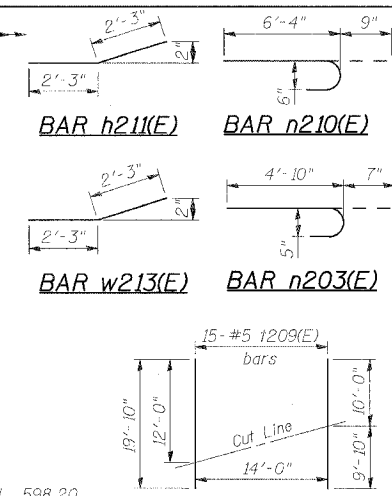 2'-3"
2"
2'-3"
BAR h211(E)
6'-4"
9"
6"
BAR n210(E)
2'-3"
2"
2'-3"
BAR w213(E)
4'-10"
7"
5"
BAR n203(E)
15-#5 t209(E)
bars
19'-10"
12'-0"
Cut Line
14'-0"
10'-0"
9'-10"
598.20